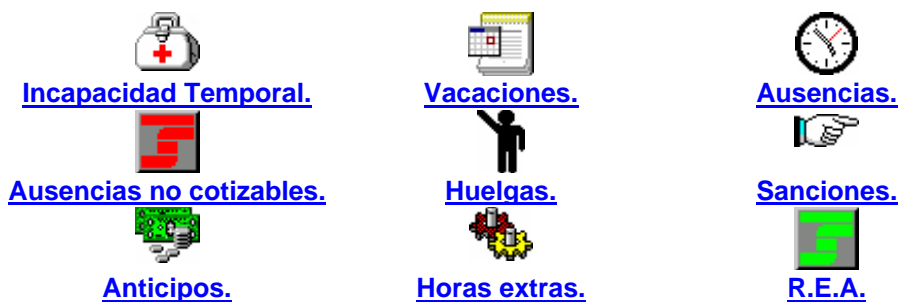 Incapacidad Temporal. Vacaciones. Ausencias.
Ausencias no cotizables. Huelgas. Sanciones.
Anticipos. Horas extras. R.E.A.